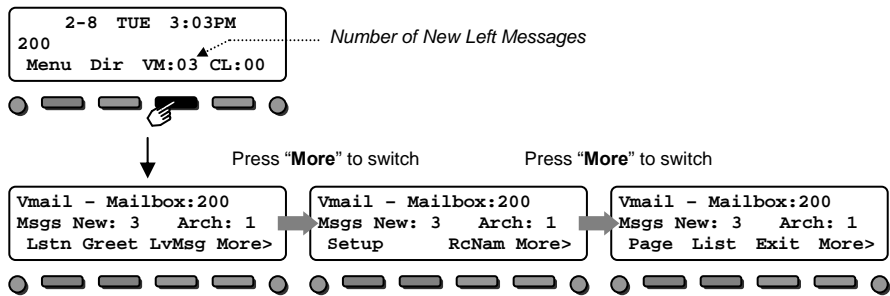 2-8 TUE 3:03PM
200
Menu Dir VM:03 CL:00
Number of New Left Messages
Press “More” to switch
Press “More” to switch
Vmail – Mailbox:200
Msgs New: 3 Arch: 1
Lstn Greet LvMsg More>
Vmail – Mailbox:200
Msgs New: 3 Arch: 1
Setup RcNam More>
Vmail – Mailbox:200
Msgs New: 3 Arch: 1
Page List Exit More>